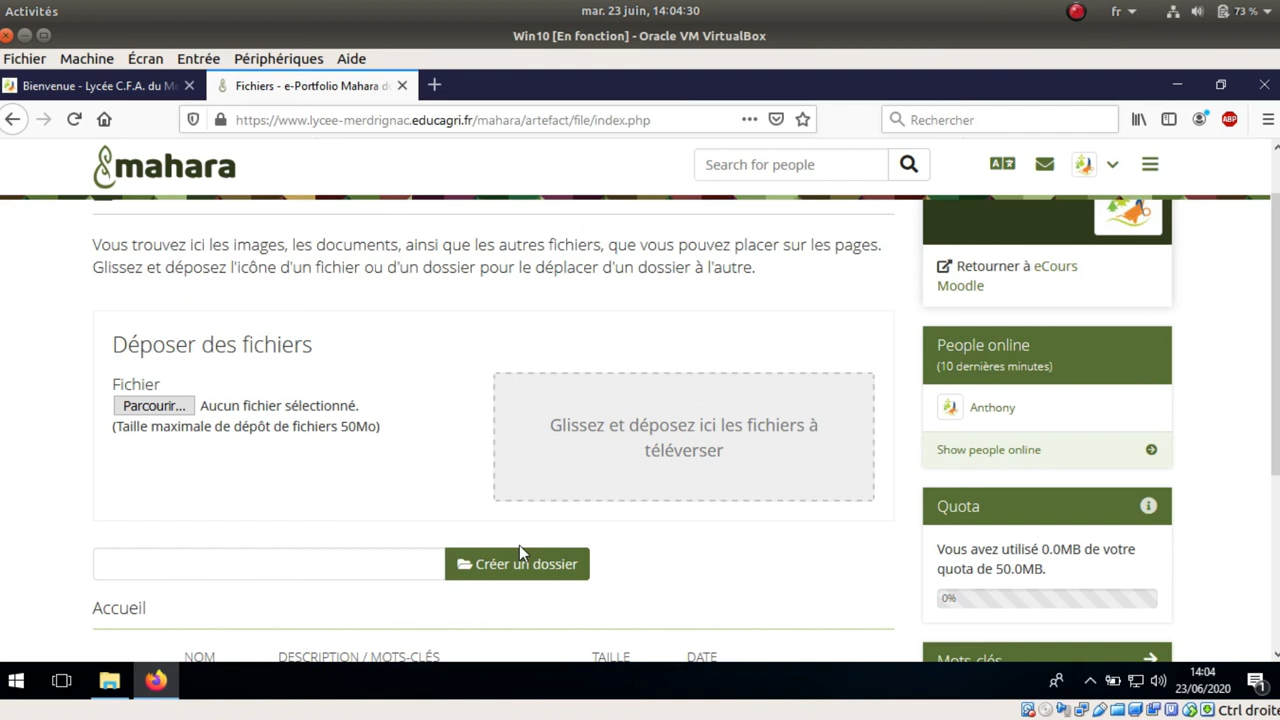 Activités
mar. 23 juin, 14:04:30
fr
73 %
Win10 [En fonction] - Oracle VM VirtualBox
Fichier Machine Écran Entrée Périphériques Aide
Bienvenue - Lycée C.F.A. du Me
Fichiers - e-Portfolio Mahara du
https://www.lycee-merdrignac.educagri.fr/mahara/artefact/file/index.php
Rechercher
ABP
mahara
Search for people
Vous trouvez ici les images, les documents, ainsi que les autres fichiers, que vous pouvez placer sur les pages.
Glissez et déposez l'icône d'un fichier ou d'un dossier pour le déplacer d'un dossier à l'autre.
Déposer des fichiers
Fichier
Parcourir... Aucun fichier sélectionné.
(Taille maximale de dépôt de fichiers 50Mo)
Glissez et déposez ici les fichiers à
téléverser
Créer un dossier
Accueil
NOM DESCRIPTION / MOTS-CLÉS TAILLE DATE
Retourner à eCours
Moodle
People online
(10 dernières minutes)
Anthony
Show people online
Quota
Vous avez utilisé 0.0MB de votre
quota de 50.0MB.
0%
Mots-clés
14:04
23/06/2020
1
Ctrl droite